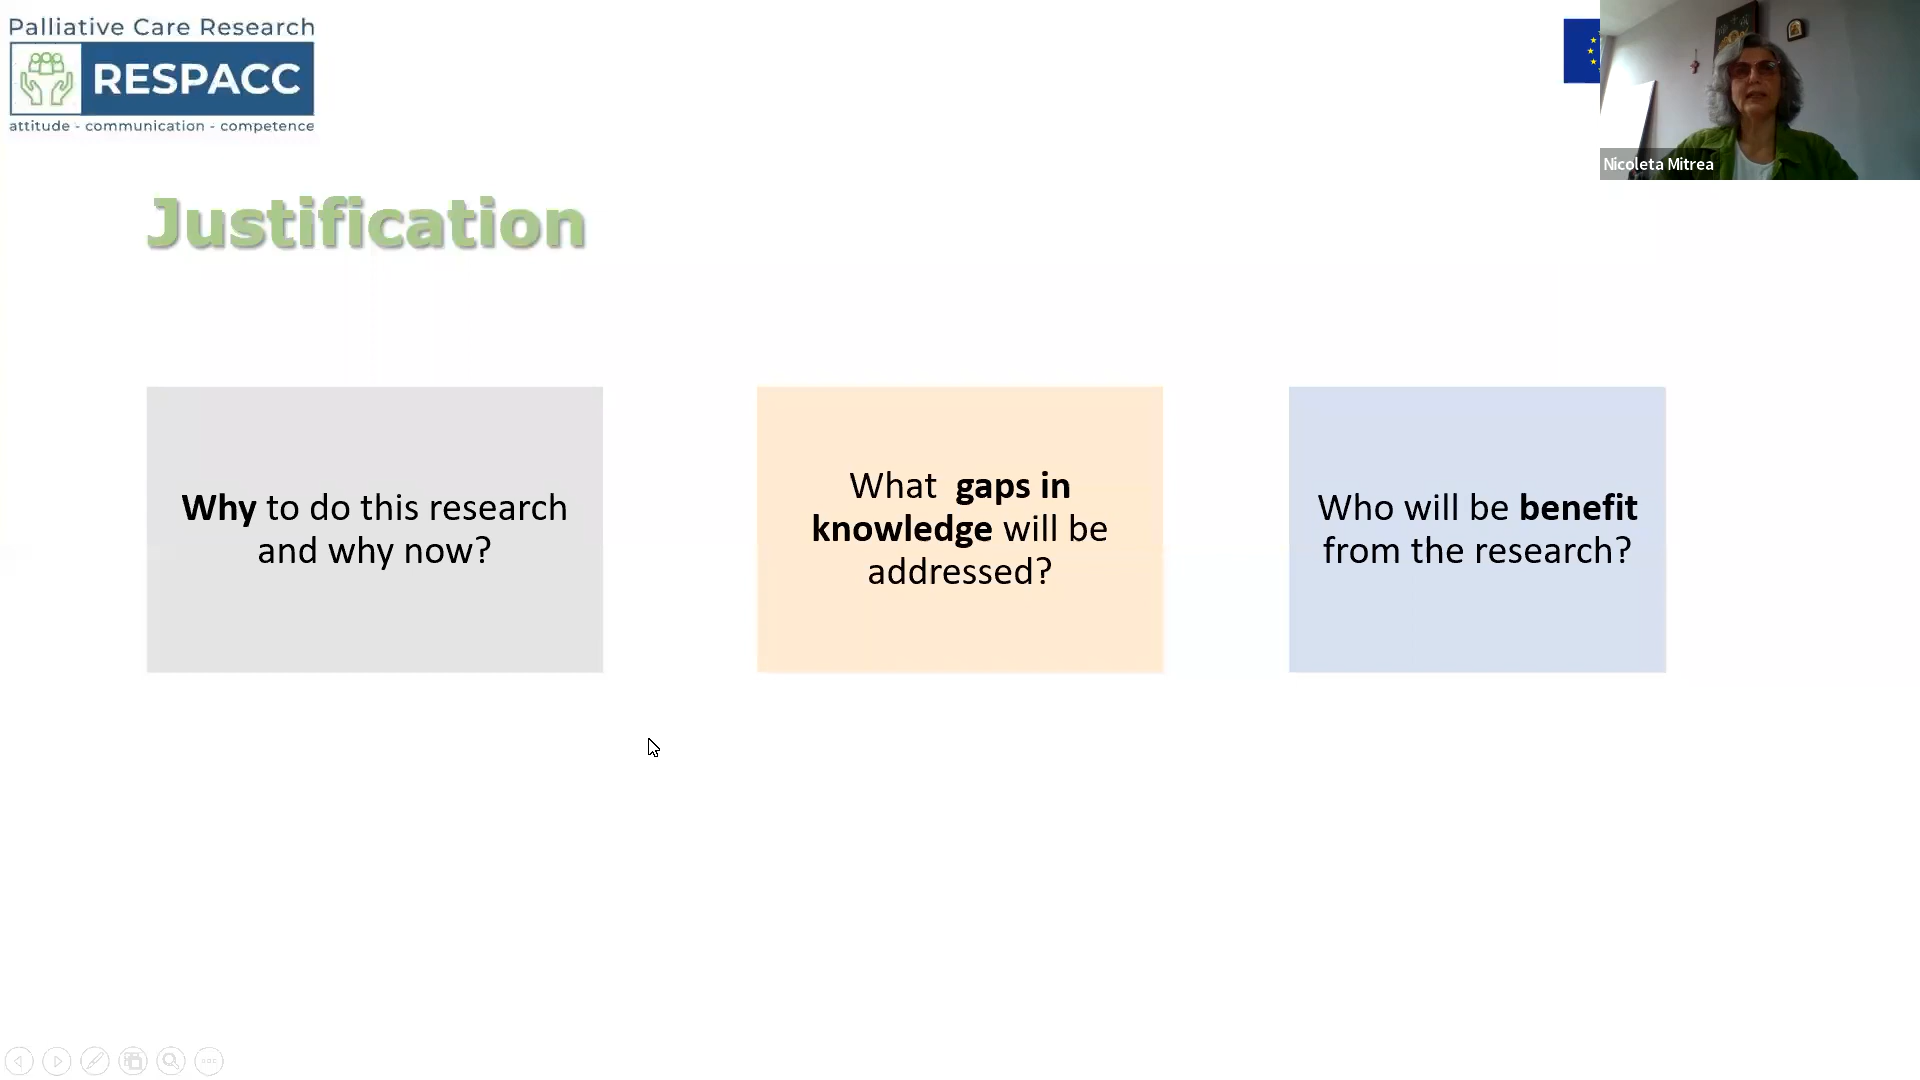 Palliative Care Research
RESPACC
attitude - communication - competence
Nicoleta Mitrea
Justification
Why to do this research
and why now?
What gaps in
knowledge will be
addressed?
Who will be benefit
from the research?